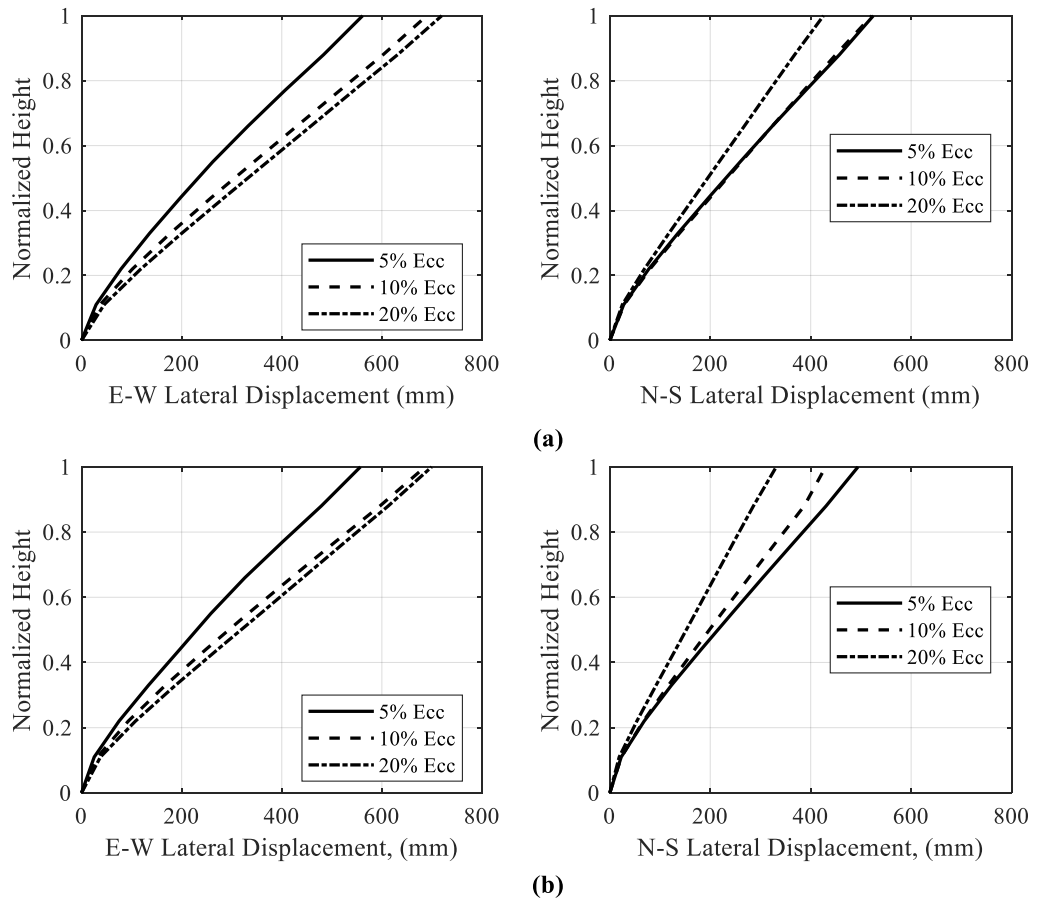 1
0.8
0.6
0.4
0.2
0
Normalized Height
5% Ecc
10% Ecc
20% Ecc
0 200 400 600 800
E-W Lateral Displacement (mm)
1
0.8
0.6
0.4
0.2
0
Normalized Height
5% Ecc
10% Ecc
20% Ecc
0 200 400 600 800
N-S Lateral Displacement (mm)
(a)
1
0.8
0.6
0.4
0.2
0
Normalized Height
5% Ecc
10% Ecc
20% Ecc
0 200 400 600 800
E-W Lateral Displacement, (mm)
1
0.8
0.6
0.4
0.2
0
Normalized Height
5% Ecc
10% Ecc
20% Ecc
0 200 400 600 800
N-S Lateral Displacement, (mm)
(b)